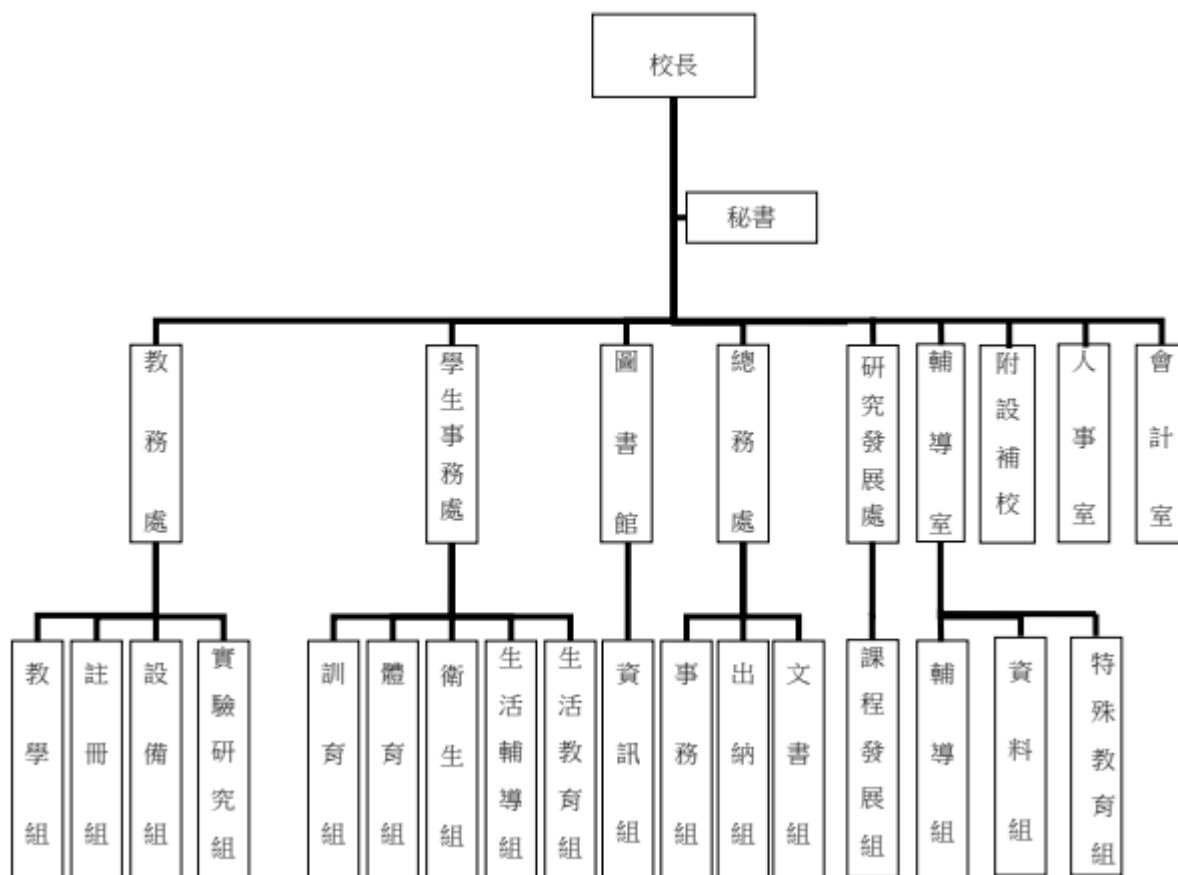 校長
秘書
教務處
學生事務處
圖書館
總務處
研究發展處
輔導室
附設補校
人事室
會計室
教學組
註冊組
設備組
實驗研究組
訓育組
體育組
衛生組
生活輔導組
生活教育組
資訊組
事務組
出納組
文書組
課程發展組
輔導組
資料組
特殊教育組